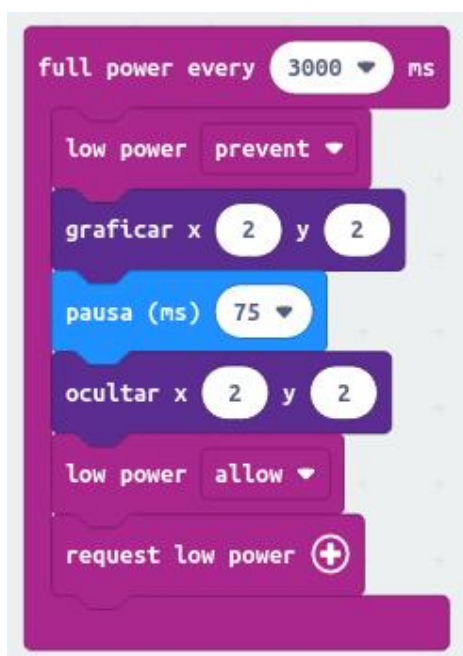 full power every 3000 ms
low power prevent
graficar x 2 y 2
pausa (ms) 75
ocultar x 2 y 2
low power allow
request low power